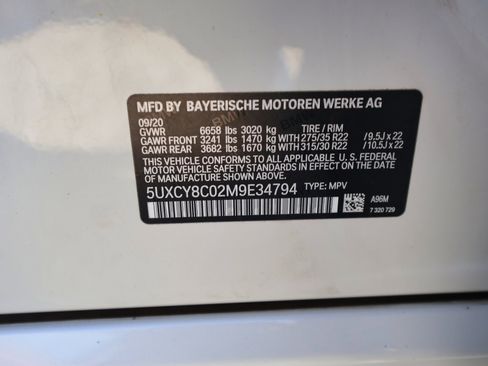 MFD BY BAYERISCHE MOTOREN WERKE AG
09/20
GVWR 6658 lbs 3020 kg TIRE / RIM
GAWR FRONT 3241 lbs 1470 kg WITH 275/35 R22 / 9.5J x 22
GAWR REAR 3682 lbs 1670 kg WITH 315/30 R22 / 10.5J x 22
THIS VEHICLE CONFORMS TO ALL APPLICABLE U. S. FEDERAL
MOTOR VEHICLE SAFETY STANDARDS IN EFFECT ON
THE DATE OF MANUFACTURE SHOWN ABOVE.
5UXCY8C02M9E34794 TYPE: MPV
A96M
7 320 729